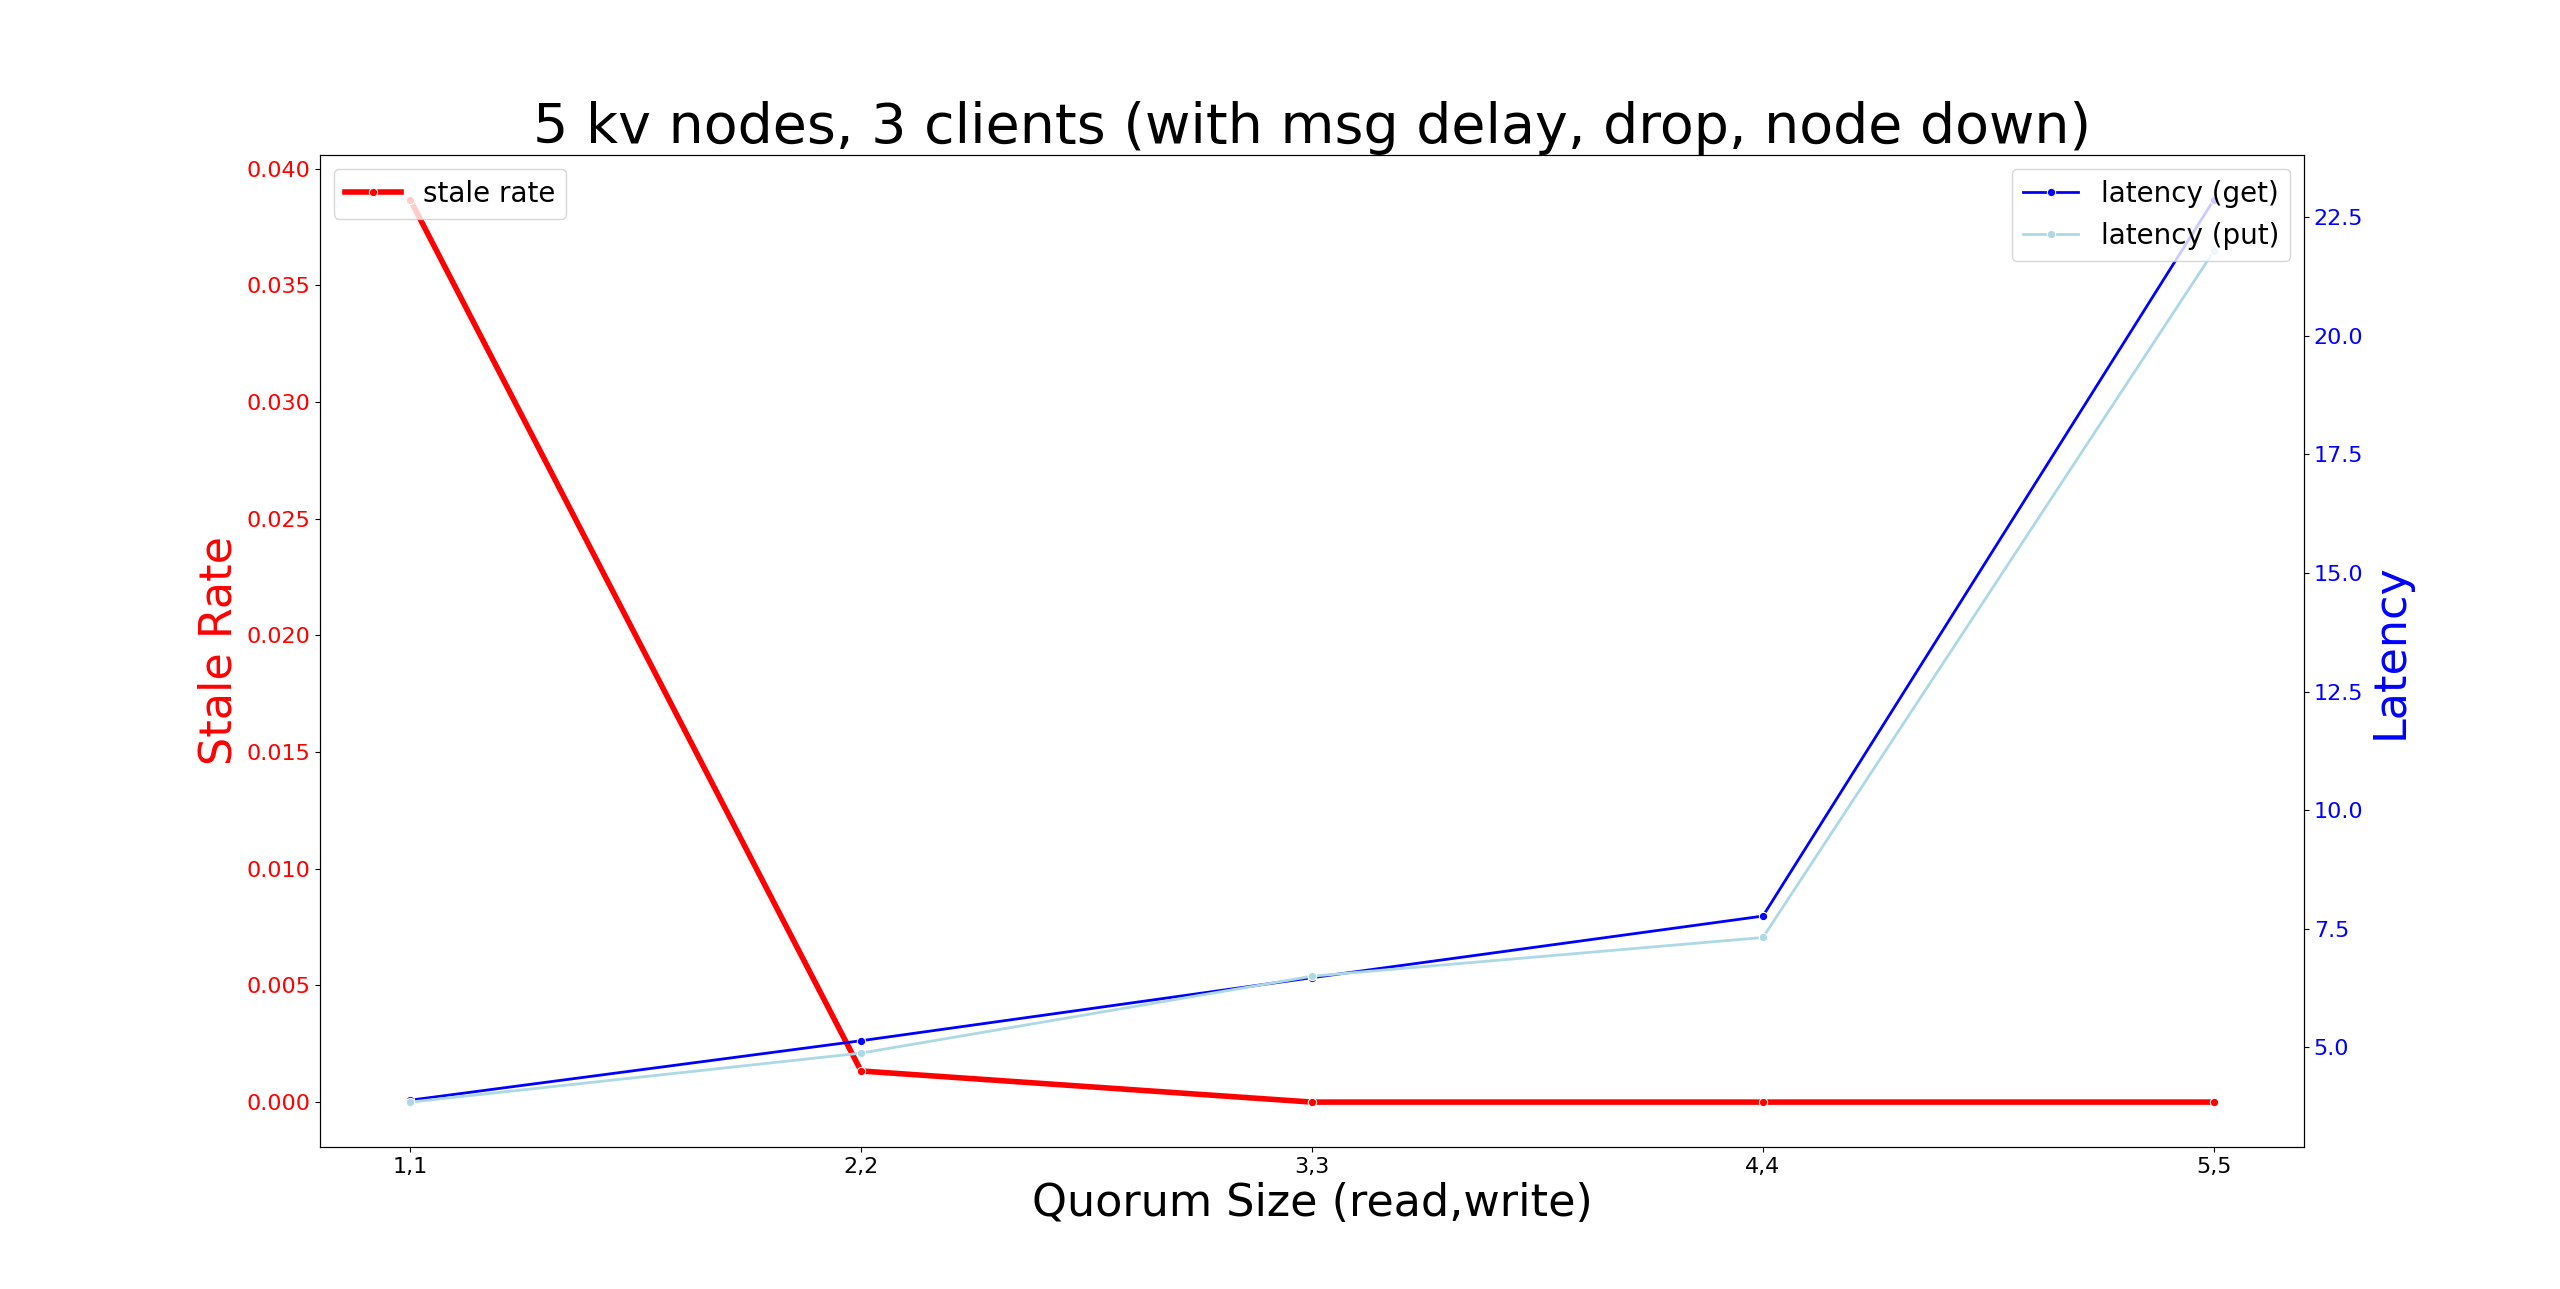 5 kv nodes, 3 clients (with msg delay, drop, node down)
stale rate
latency (get)
latency (put)
Stale Rate
0.040
0.035
0.030
0.025
0.020
0.015
0.010
0.005
0.000
22.5
20.0
17.5
15.0
12.5
10.0
7.5
5.0
Latency
1,1 2,2 3,3 4,4 5,5
Quorum Size (read,write)